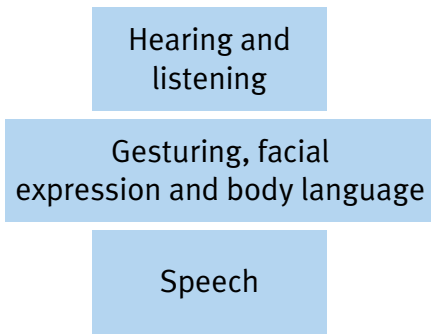 Hearing and
listening
Gesturing, facial
expression and body language
Speech